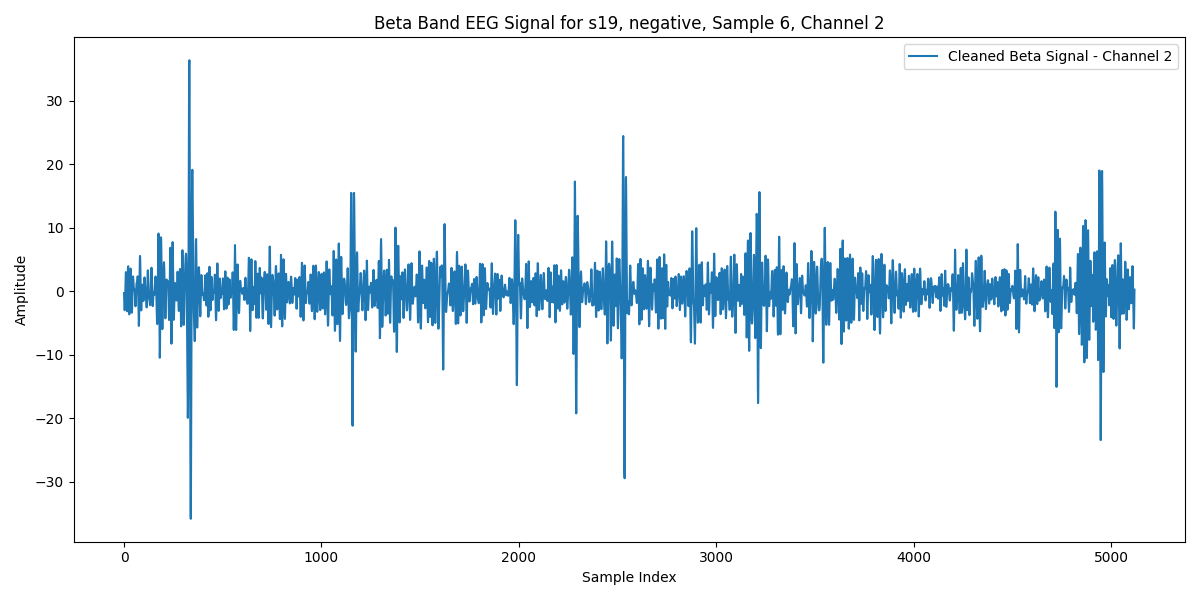 Beta Band EEG Signal for s19, negative, Sample 6, Channel 2
Cleaned Beta Signal - Channel 2
Amplitude
30
20
10
0
−10
−20
−30
0 1000 2000 3000 4000 5000
Sample Index